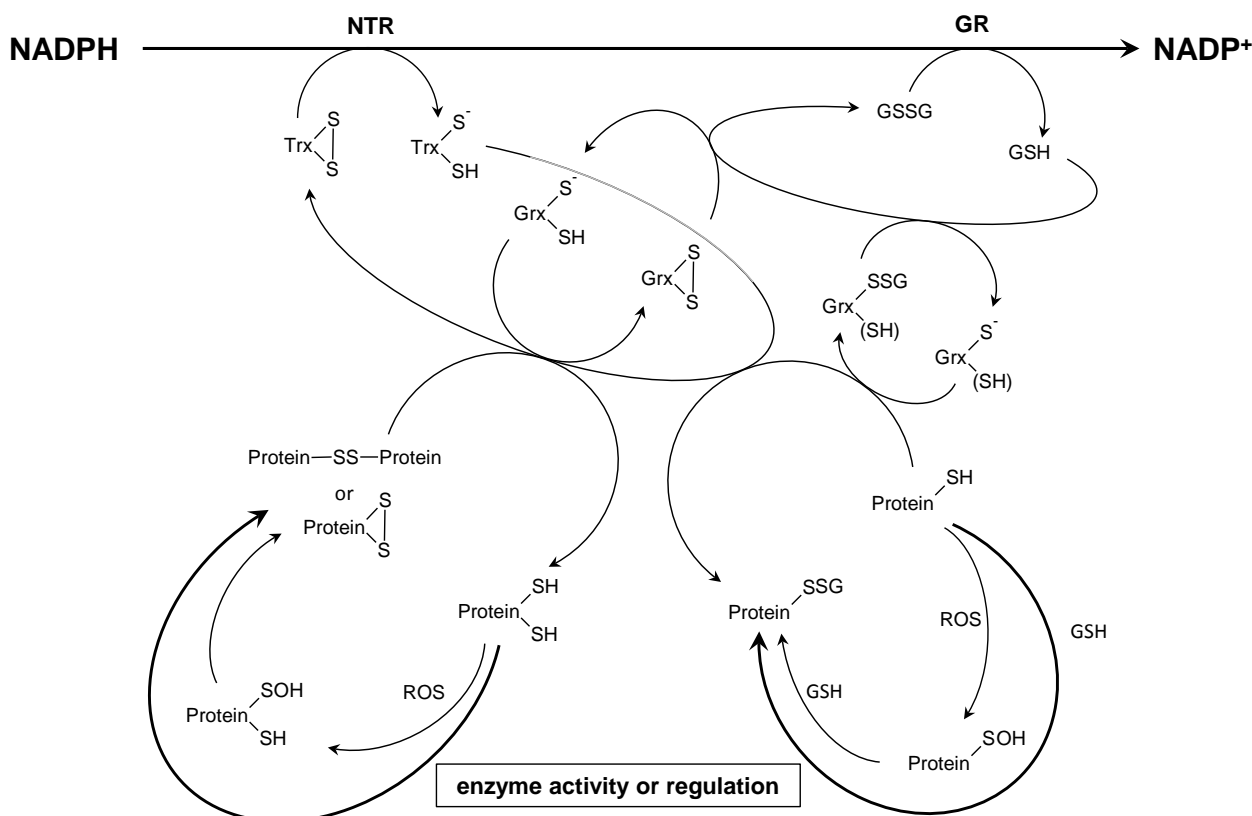 NTR
GR
NADPH
NADP+
GSSG
S
Trx
S
S-
Trx
SH
GSH
S-
Grx
SH
S
Grx
S
SSG
Grx
(SH)
S-
Grx
(SH)
Protein—SS—Protein
or
S
Protein
S
SH
Protein
SH
Protein
SSG
Protein
SH
ROS
GSH
GSH
ROS
SOH
Protein
SH
SOH
Protein
enzyme activity or regulation